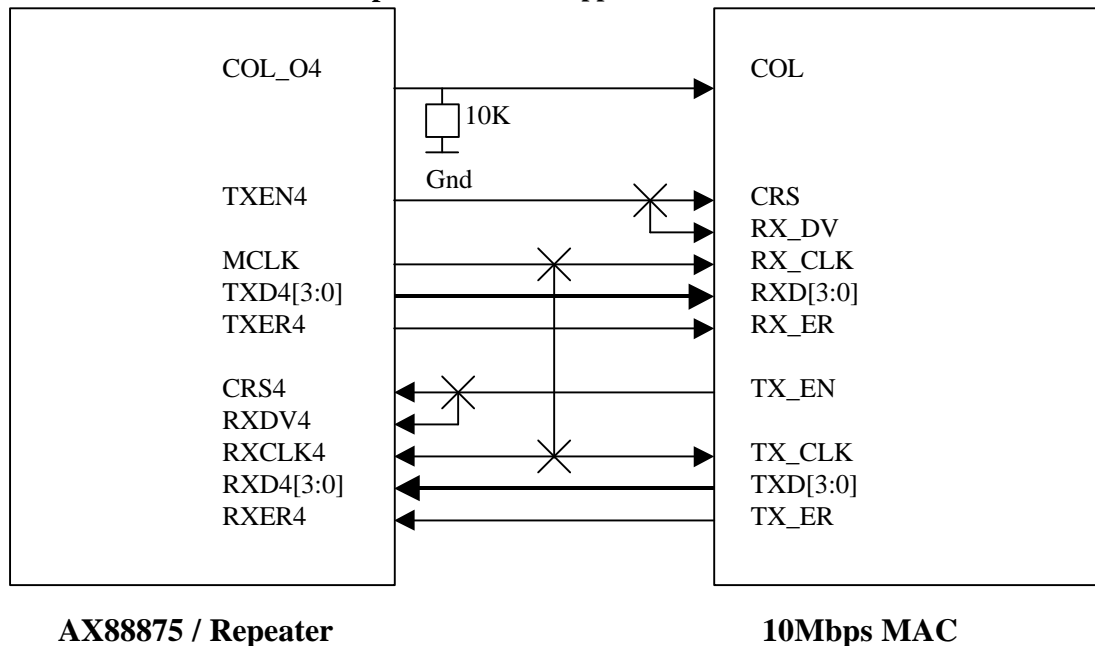 COL_O4 COL
10K
Gnd
TXEN4 CRS
RX_DV
MCLK RX_CLK
TXD4[3:0] RXD[3:0]
TXER4 RX_ER
CRS4 TX_EN
RXDV4
RXCLK4 TX_CLK
RXD4[3:0] TXD[3:0]
RXER4 TX_ER
AX88875 / Repeater 10Mbps MAC